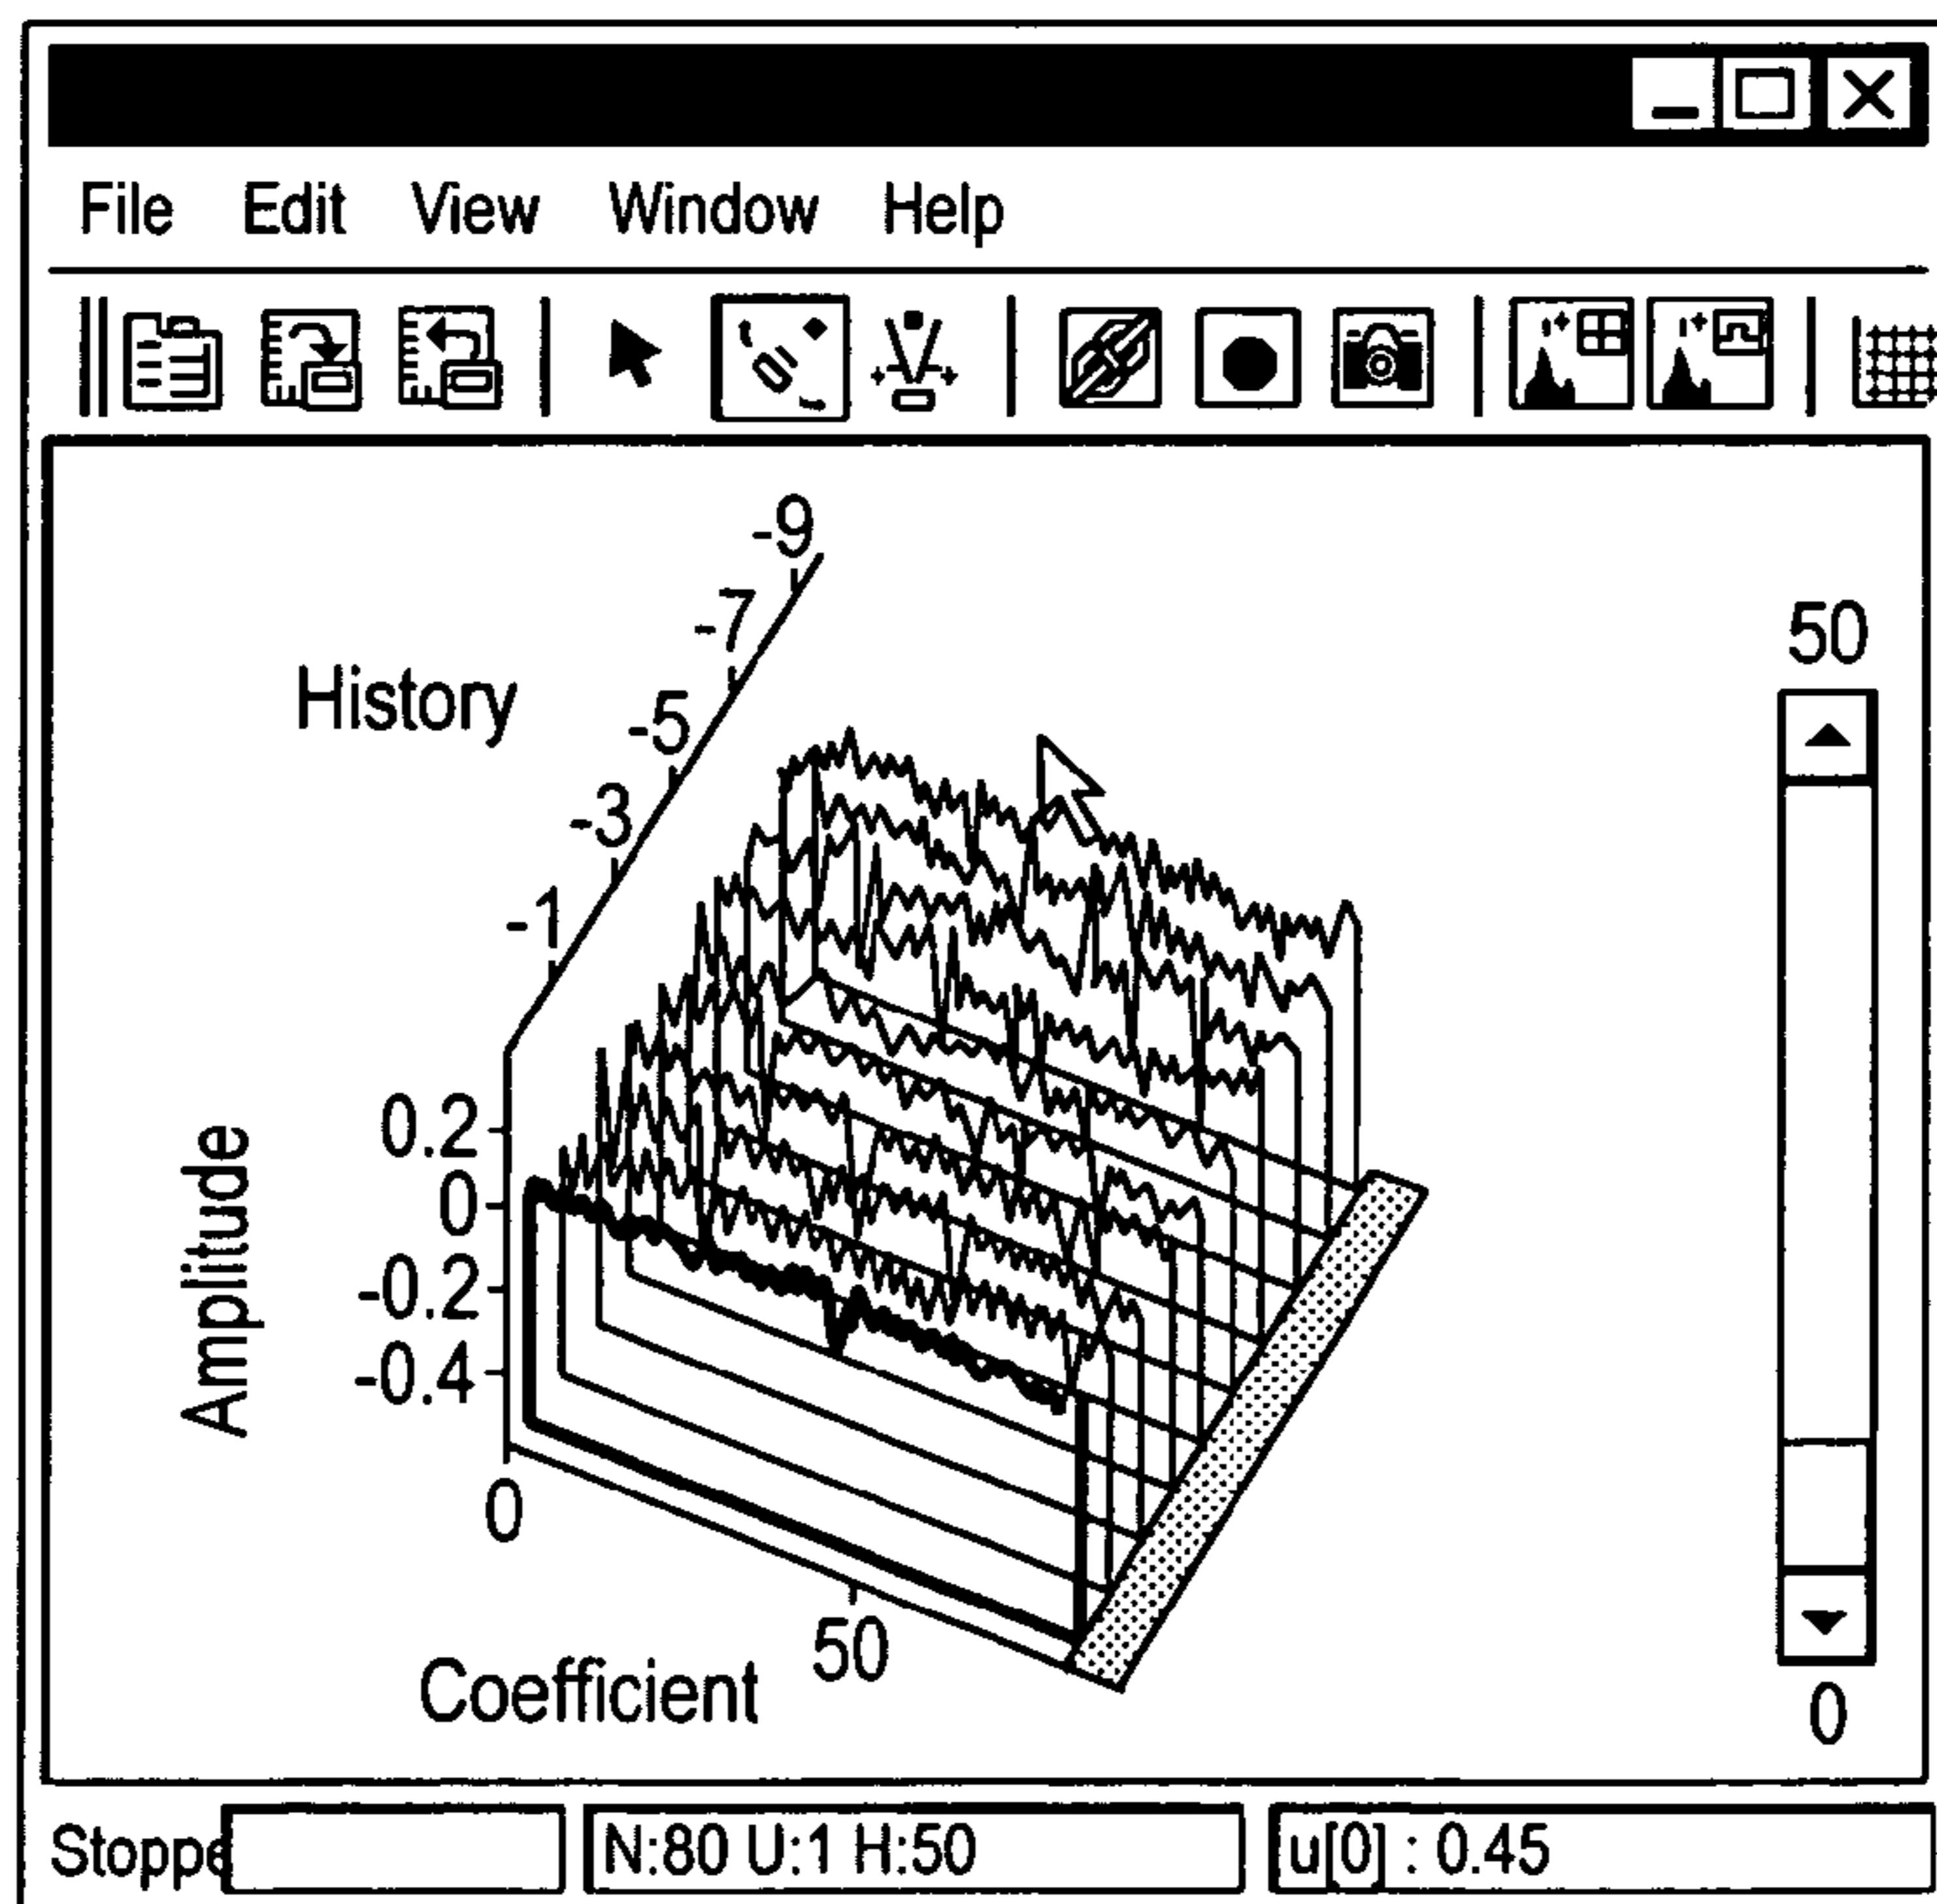 File Edit View Window Help
-9
-7
History
-5
50
-3
-1
0.2
0
-0.2
-0.4
Amplitude
0
50
Coefficient
0
Stoppe
N:80 U:1 H:50
u[0] : 0.45